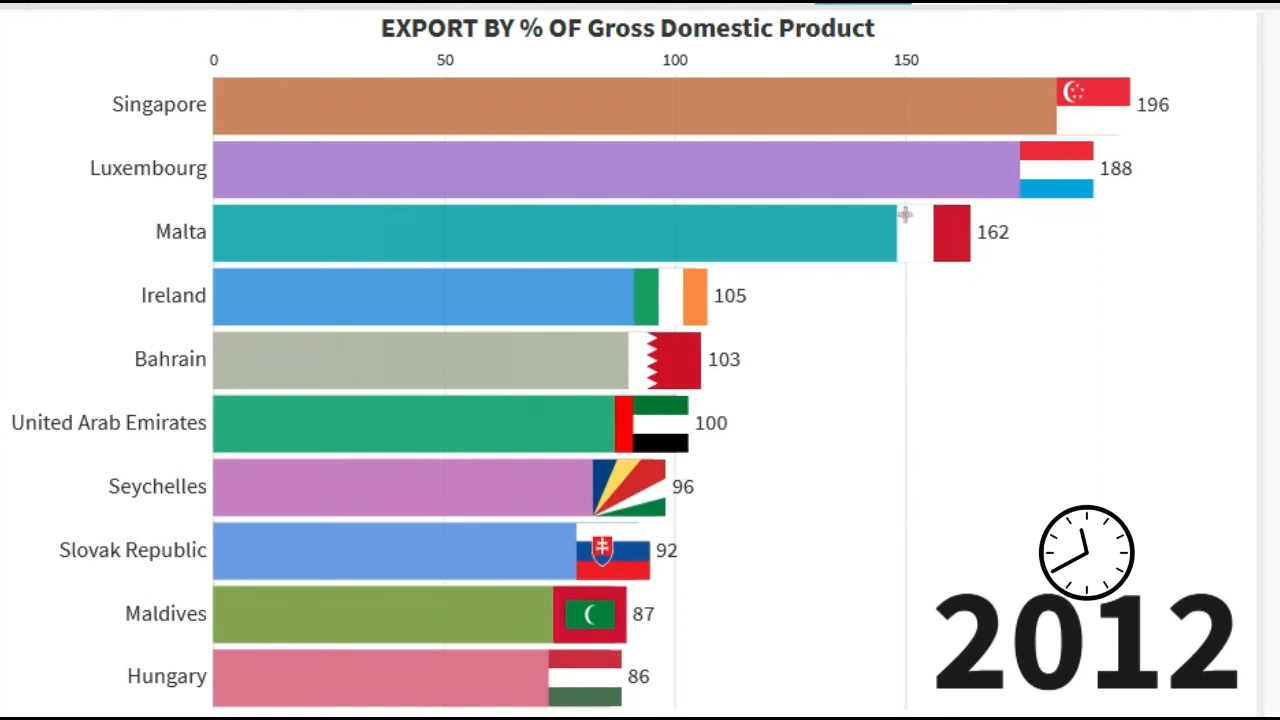 EXPORT BY % OF Gross Domestic Product
0 50 100 150
Singapore 196
Luxembourg 188
Malta 162
Ireland 105
Bahrain 103
United Arab Emirates 100
Seychelles 96
Slovak Republic 92
Maldives 87
Hungary 86
2012